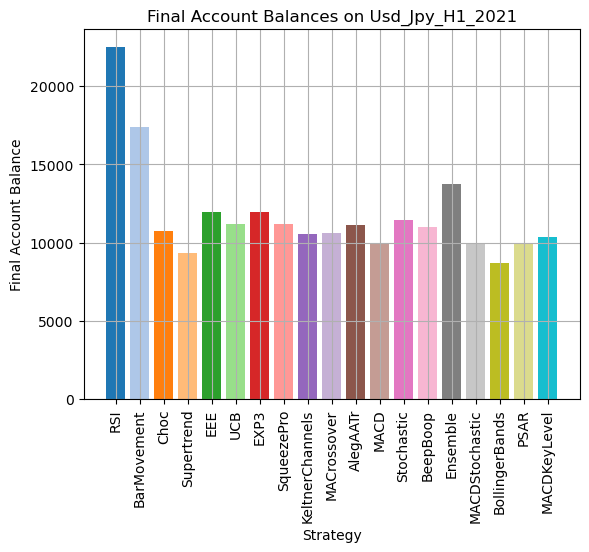 Final Account Balances on Usd_Jpy_H1_2021
Final Account Balance
20000
15000
10000
5000
0
RSI
BarMovement
Choc
Supertrend
EEE
UCB
EXP3
SqueezePro
KeltnerChannels
MACrossover
AlegAATr
MACD
Stochastic
BeepBoop
Ensemble
MACDStochastic
BollingerBands
PSAR
MACDKeyLevel
Strategy